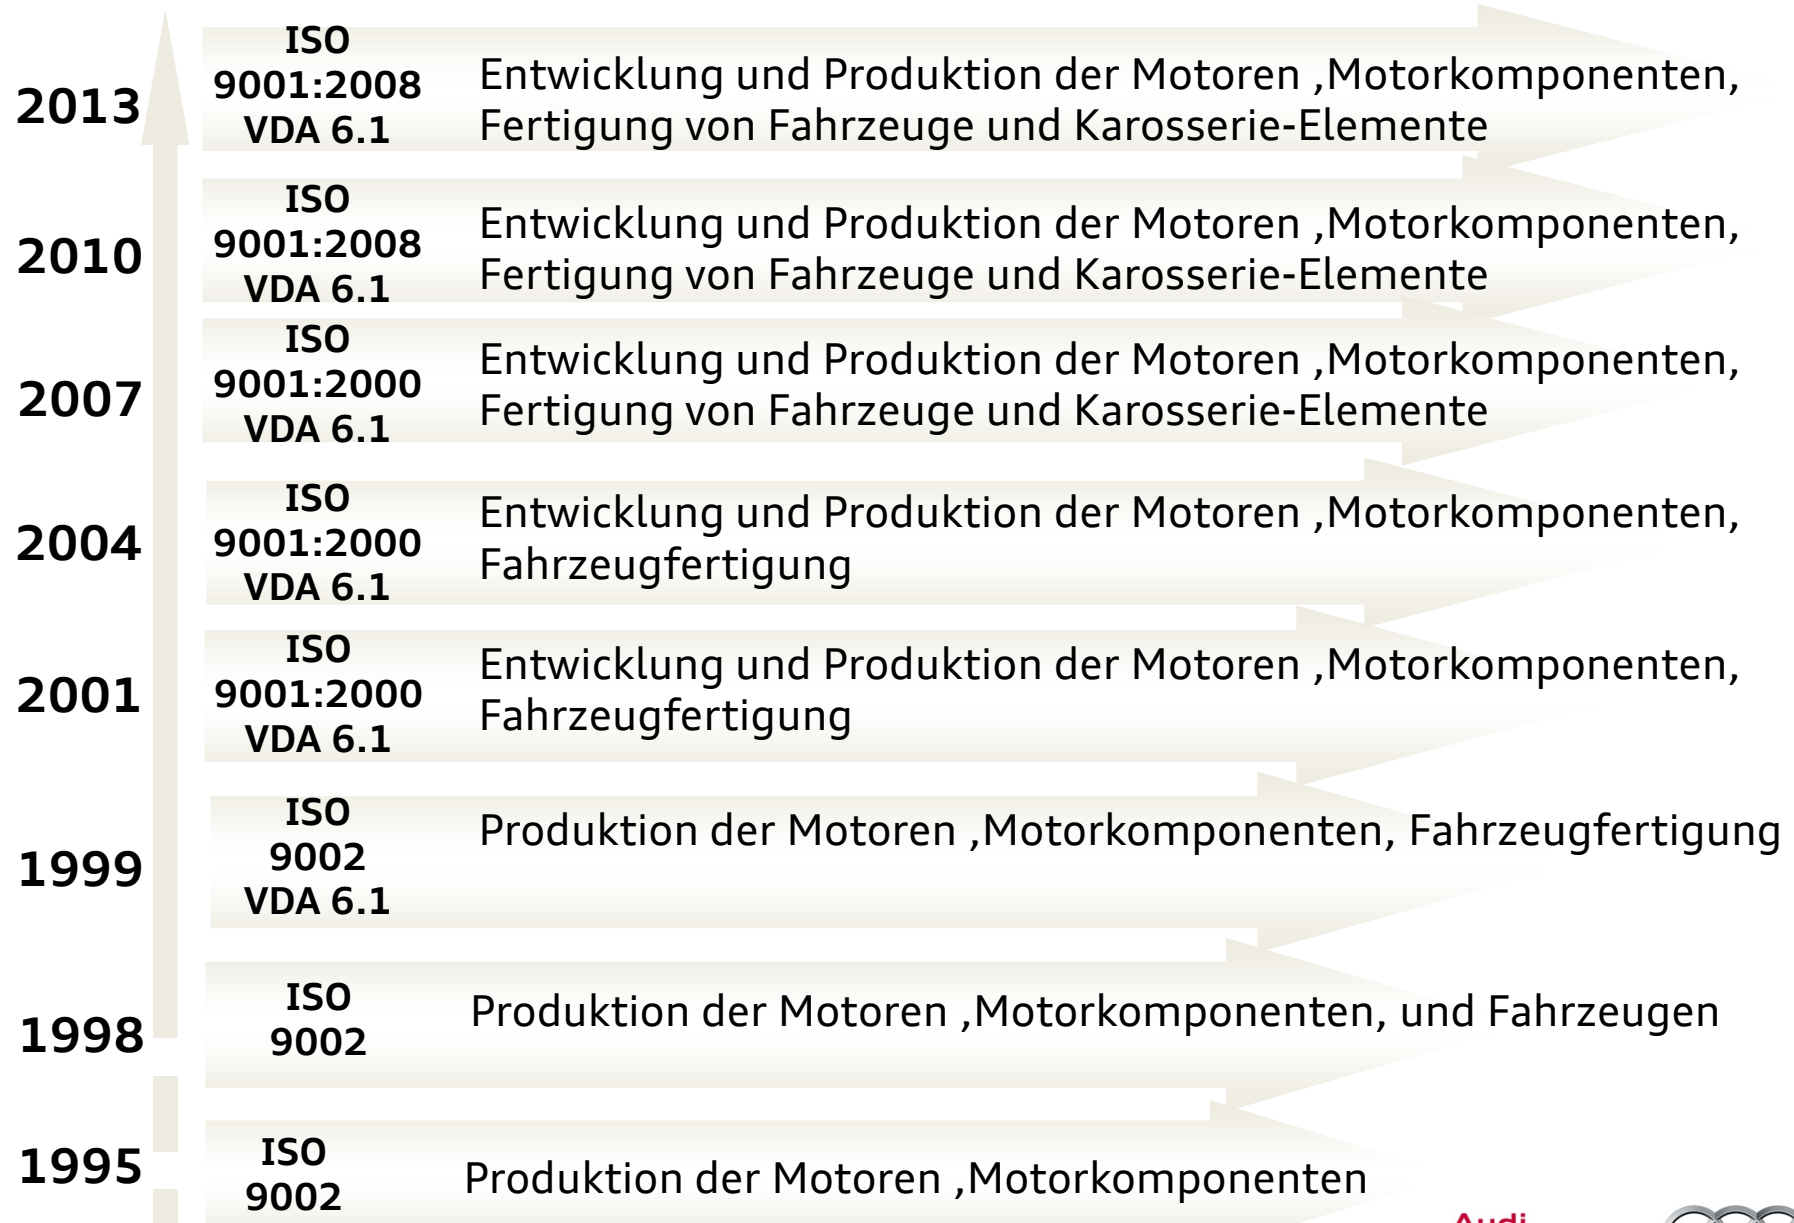 2013
ISO
9001:2008
VDA 6.1
Entwicklung und Produktion der Motoren ,Motorkomponenten,
Fertigung von Fahrzeuge und Karosserie-Elemente
2010
ISO
9001:2008
VDA 6.1
Entwicklung und Produktion der Motoren ,Motorkomponenten,
Fertigung von Fahrzeuge und Karosserie-Elemente
2007
ISO
9001:2000
VDA 6.1
Entwicklung und Produktion der Motoren ,Motorkomponenten,
Fertigung von Fahrzeuge und Karosserie-Elemente
2004
ISO
9001:2000
VDA 6.1
Entwicklung und Produktion der Motoren ,Motorkomponenten,
Fahrzeugfertigung
2001
ISO
9001:2000
VDA 6.1
Entwicklung und Produktion der Motoren ,Motorkomponenten,
Fahrzeugfertigung
1999
ISO
9002
VDA 6.1
Produktion der Motoren ,Motorkomponenten, Fahrzeugfertigung
1998
ISO
9002
Produktion der Motoren ,Motorkomponenten, und Fahrzeugen
1995
ISO
9002
Produktion der Motoren ,Motorkomponenten
Audi